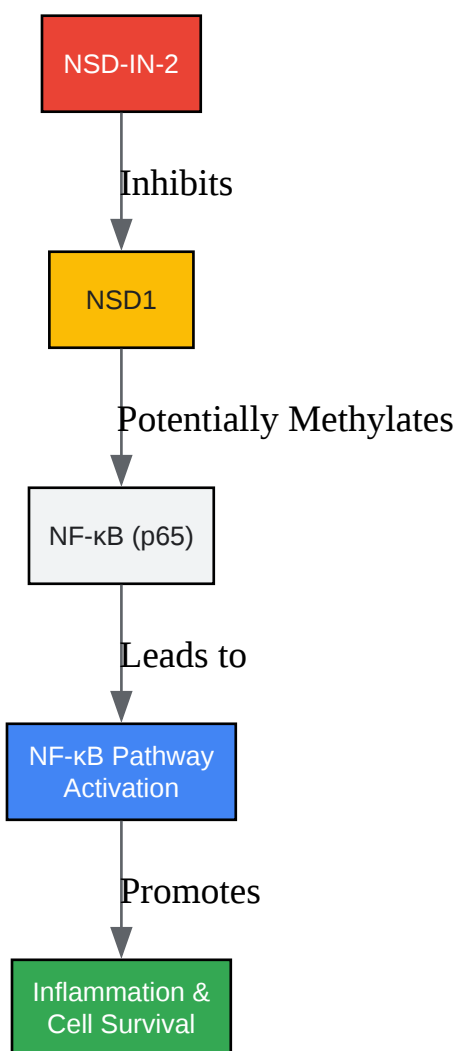 NSD-IN-2
Inhibits
NSD1
Potentially Methylates
NF-κB (p65)
Leads to
NF-κB Pathway
Activation
Promotes
Inflammation &
Cell Survival